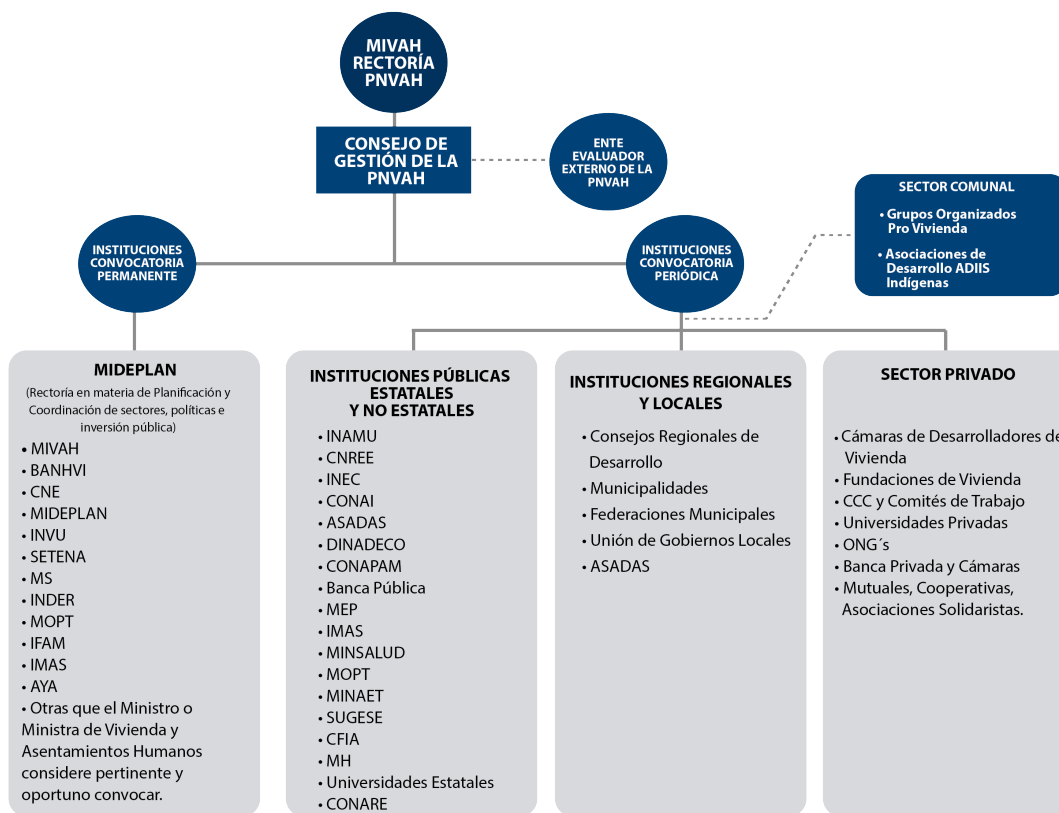 MIVAH
RECTORÍA
PNVAH
CONSEJO DE
GESTIÓN DE LA
PNVAH
ENTE
EVALUADOR
EXTERNO DE LA
PNVAH
SECTOR COMUNAL
• Grupos Organizados
Pro Vivienda
• Asociaciones de
Desarrollo ADIIS
Indígenas
INSTITUCIONES
CONVOCATORIA
PERMANENTE
INSTITUCIONES
CONVOCATORIA
PERIÓDICA
MIDEPLAN
(Rectoría en materia de Planificación y
Coordinación de sectores, políticas e
inversión pública)
• MIVAH
• BANHVI
• CNE
• MIDEPLAN
• INVU
• SETENA
• MS
• INDER
• MOPT
• IFAM
• IMAS
• AYA
• Otras que el Ministro o
Ministra de Vivienda y
Asentamientos Humanos
considere pertinente y
oportuno convocar.
INSTITUCIONES PÚBLICAS
ESTATALES
Y NO ESTATALES
• INAMU
• CNREE
• INEC
• CONAI
• ASADAS
• DINADECO
• CONAPAM
• Banca Pública
• MEP
• IMAS
• MINSALUD
• MOPT
• MINAET
• SUGESE
• CFIA
• MH
• Universidades Estatales
• CONARE
INSTITUCIONES REGIONALES
Y LOCALES
• Consejos Regionales de
Desarrollo
• Municipalidades
• Federaciones Municipales
• Unión de Gobiernos Locales
• ASADAS
SECTOR PRIVADO
• Cámaras de Desarrolladores de
Vivienda
• Fundaciones de Vivienda
• CCC y Comités de Trabajo
• Universidades Privadas
• ONG´s
• Banca Privada y Cámaras
• Mutuales, Cooperativas,
Asociaciones Solidaristas.